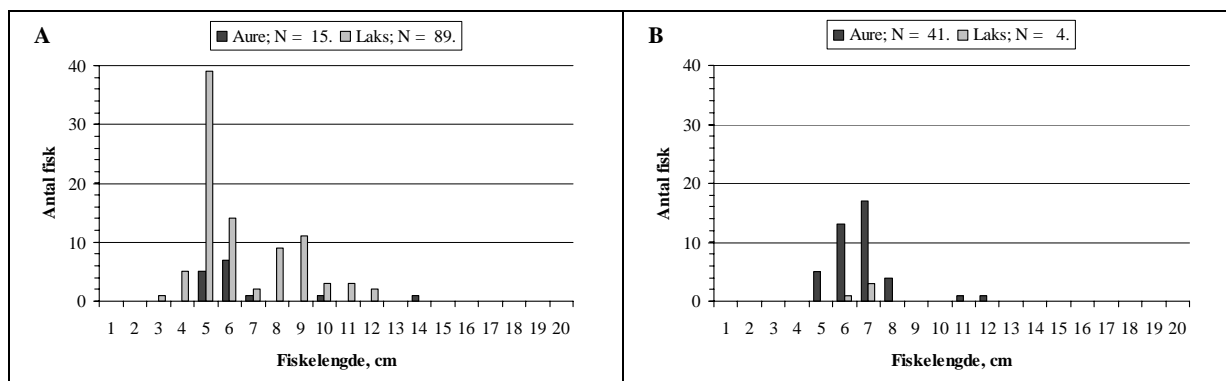 A
Aure; N = 15. Laks; N = 89.
40
30
20
10
0
Antal fisk
1 2 3 4 5 6 7 8 9 10 11 12 13 14 15 16 17 18 19 20
Fiskelengde, cm
B
Aure; N = 41. Laks; N = 4.
40
30
20
10
0
Antal fisk
1 2 3 4 5 6 7 8 9 10 11 12 13 14 15 16 17 18 19 20
Fiskelengde, cm